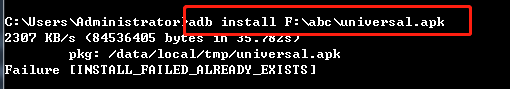 C:\Users\Administrator>adb install F:\abc\universal.apk
2307 KB/s (84536405 bytes in 35.782s)
        pkg: /data/local/tmp/universal.apk
Failure [INSTALL_FAILED_ALREADY_EXISTS]